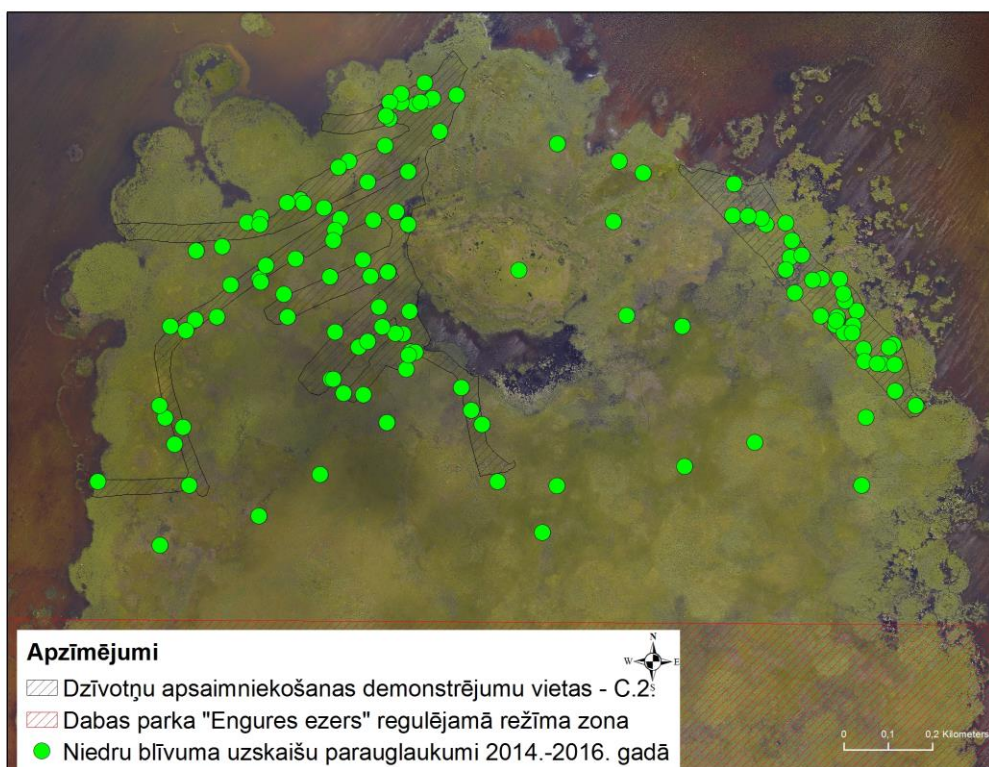 Apzīmējumi
N
W E
S
Dzīvotņu apsaimniekošanas demonstrējumu vietas - C.2.
Dabas parka "Engures ezers" regulējamā režīma zona
Niedru blīvuma uzskaišu parauglaukumi 2014.-2016. gadā
0 0,1 0,2 Kilometers